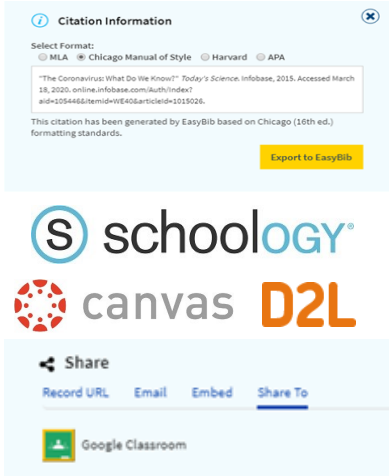 Citation Information
Select Format:
MLA Chicago Manual of Style Harvard APA
"The Coronavirus: What Do We Know?" Today's Science. Infobase, 2015. Accessed March
18, 2020. online.infobase.com/Auth/Index?
aid=105446&itemid=WE40&articleId=1015026.
This citation has been generated by EasyBib based on Chicago (16th ed.)
formatting standards.
Export to EasyBib
S schoology®
canvas D2L
Share
Record URL Email Embed Share To
Google Classroom